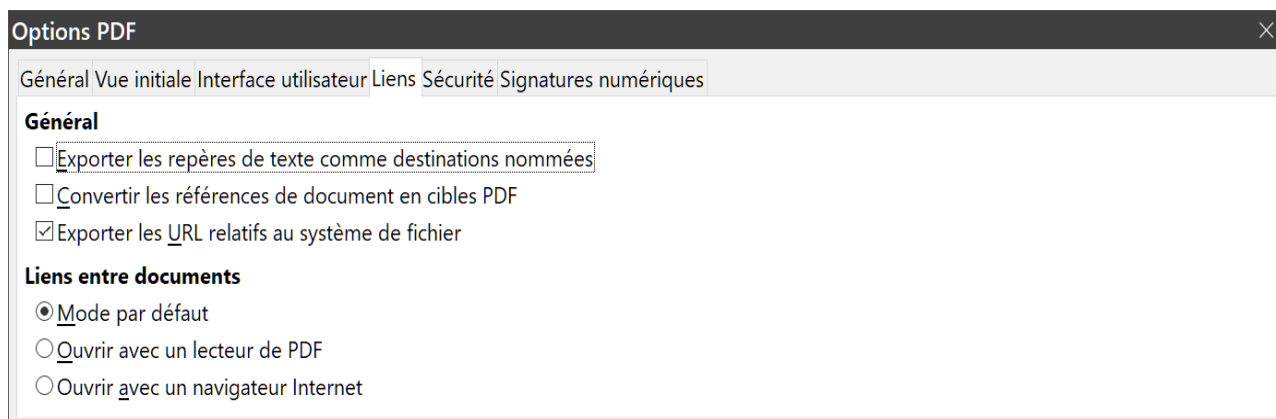 Options PDF
Général Vue initiale Interface utilisateur Liens Sécurité Signatures numériques
Général
Exporter les repères de texte comme destinations nommées
Convertir les références de document en cibles PDF
Exporter les URL relatifs au système de fichier
Liens entre documents
Mode par défaut
Ouvrir avec un lecteur de PDF
Ouvrir avec un navigateur Internet